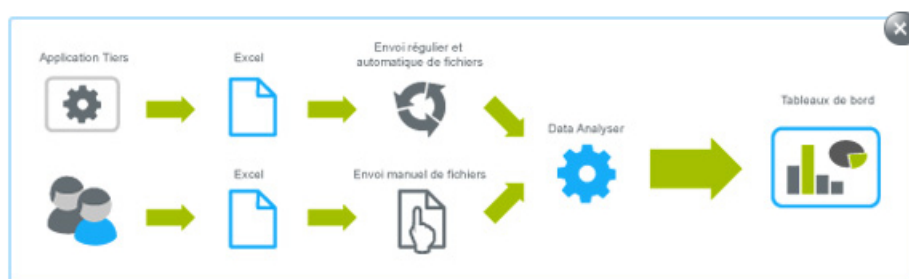 Application Tiers
Excel
Envoi régulier et
automatique de fichiers
Excel
Envoi manuel de fichiers
Data Analyser
Tableaux de bord